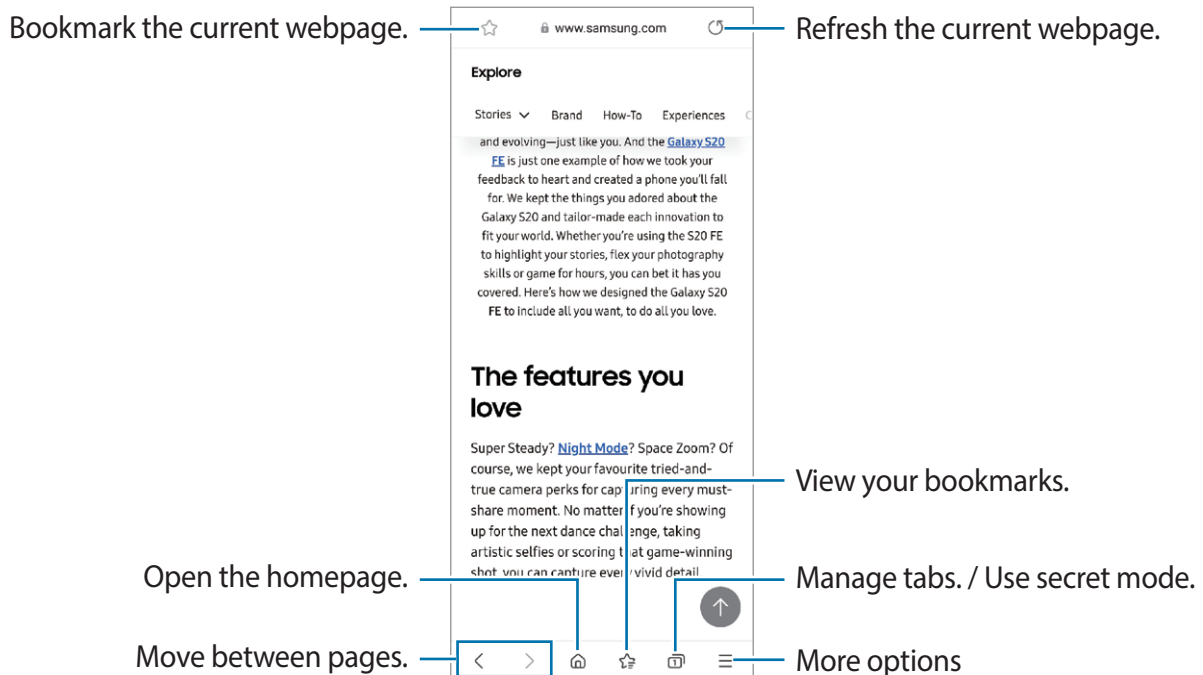 Bookmark the current webpage.
www.samsung.com
Refresh the current webpage.
Explore
Stories Brand How-To Experiences
and evolving—just like you. And the Galaxy S20
FE is just one example of how we took your
feedback to heart and created a phone you'll fall
for. We kept the things you adored about the
Galaxy S20 and tailor-made each innovation to
fit your world. Whether you're using the S20 FE
to highlight your stories, flex your photography
skills or game for hours, you can bet it has you
covered. Here's how we designed the Galaxy S20
FE to include all you want, to do all you love.
The features you
love
Super Steady? Night Mode? Space Zoom? Of
course, we kept your favourite tried-and-
true camera perks for capturing every must-
share moment. No matter if you're showing
up for the next dance challenge, taking
artistic selfies or scoring that game-winning
shot, you can capture every vivid detail
View your bookmarks.
Open the homepage.
Manage tabs. / Use secret mode.
Move between pages.
1
More options